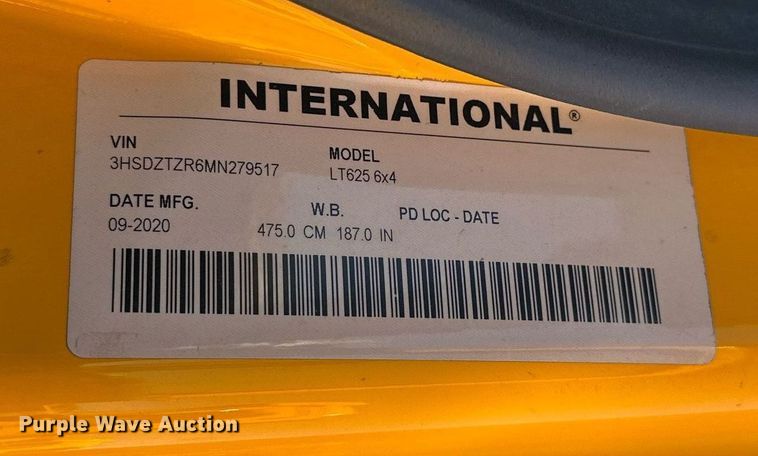 INTERNATIONAL®
VIN
3HSDZTZR6MN279517
MODEL
LT625 6x4
DATE MFG.
09-2020
W.B.
475.0 CM 187.0 IN
PD LOC - DATE
Purple Wave Auction